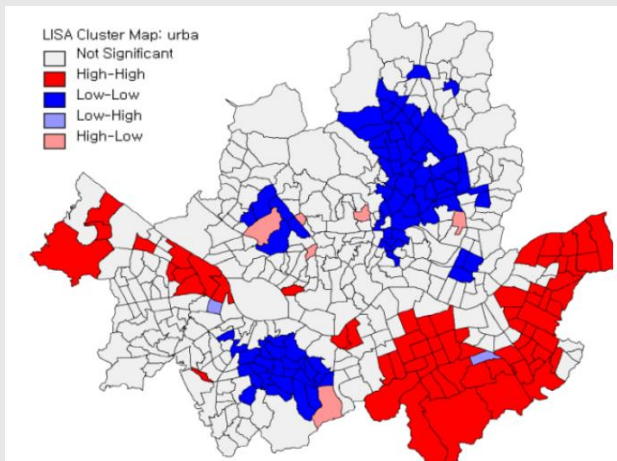 LISA Cluster Map: urba
Not Significant
High-High
Low-Low
Low-High
High-Low